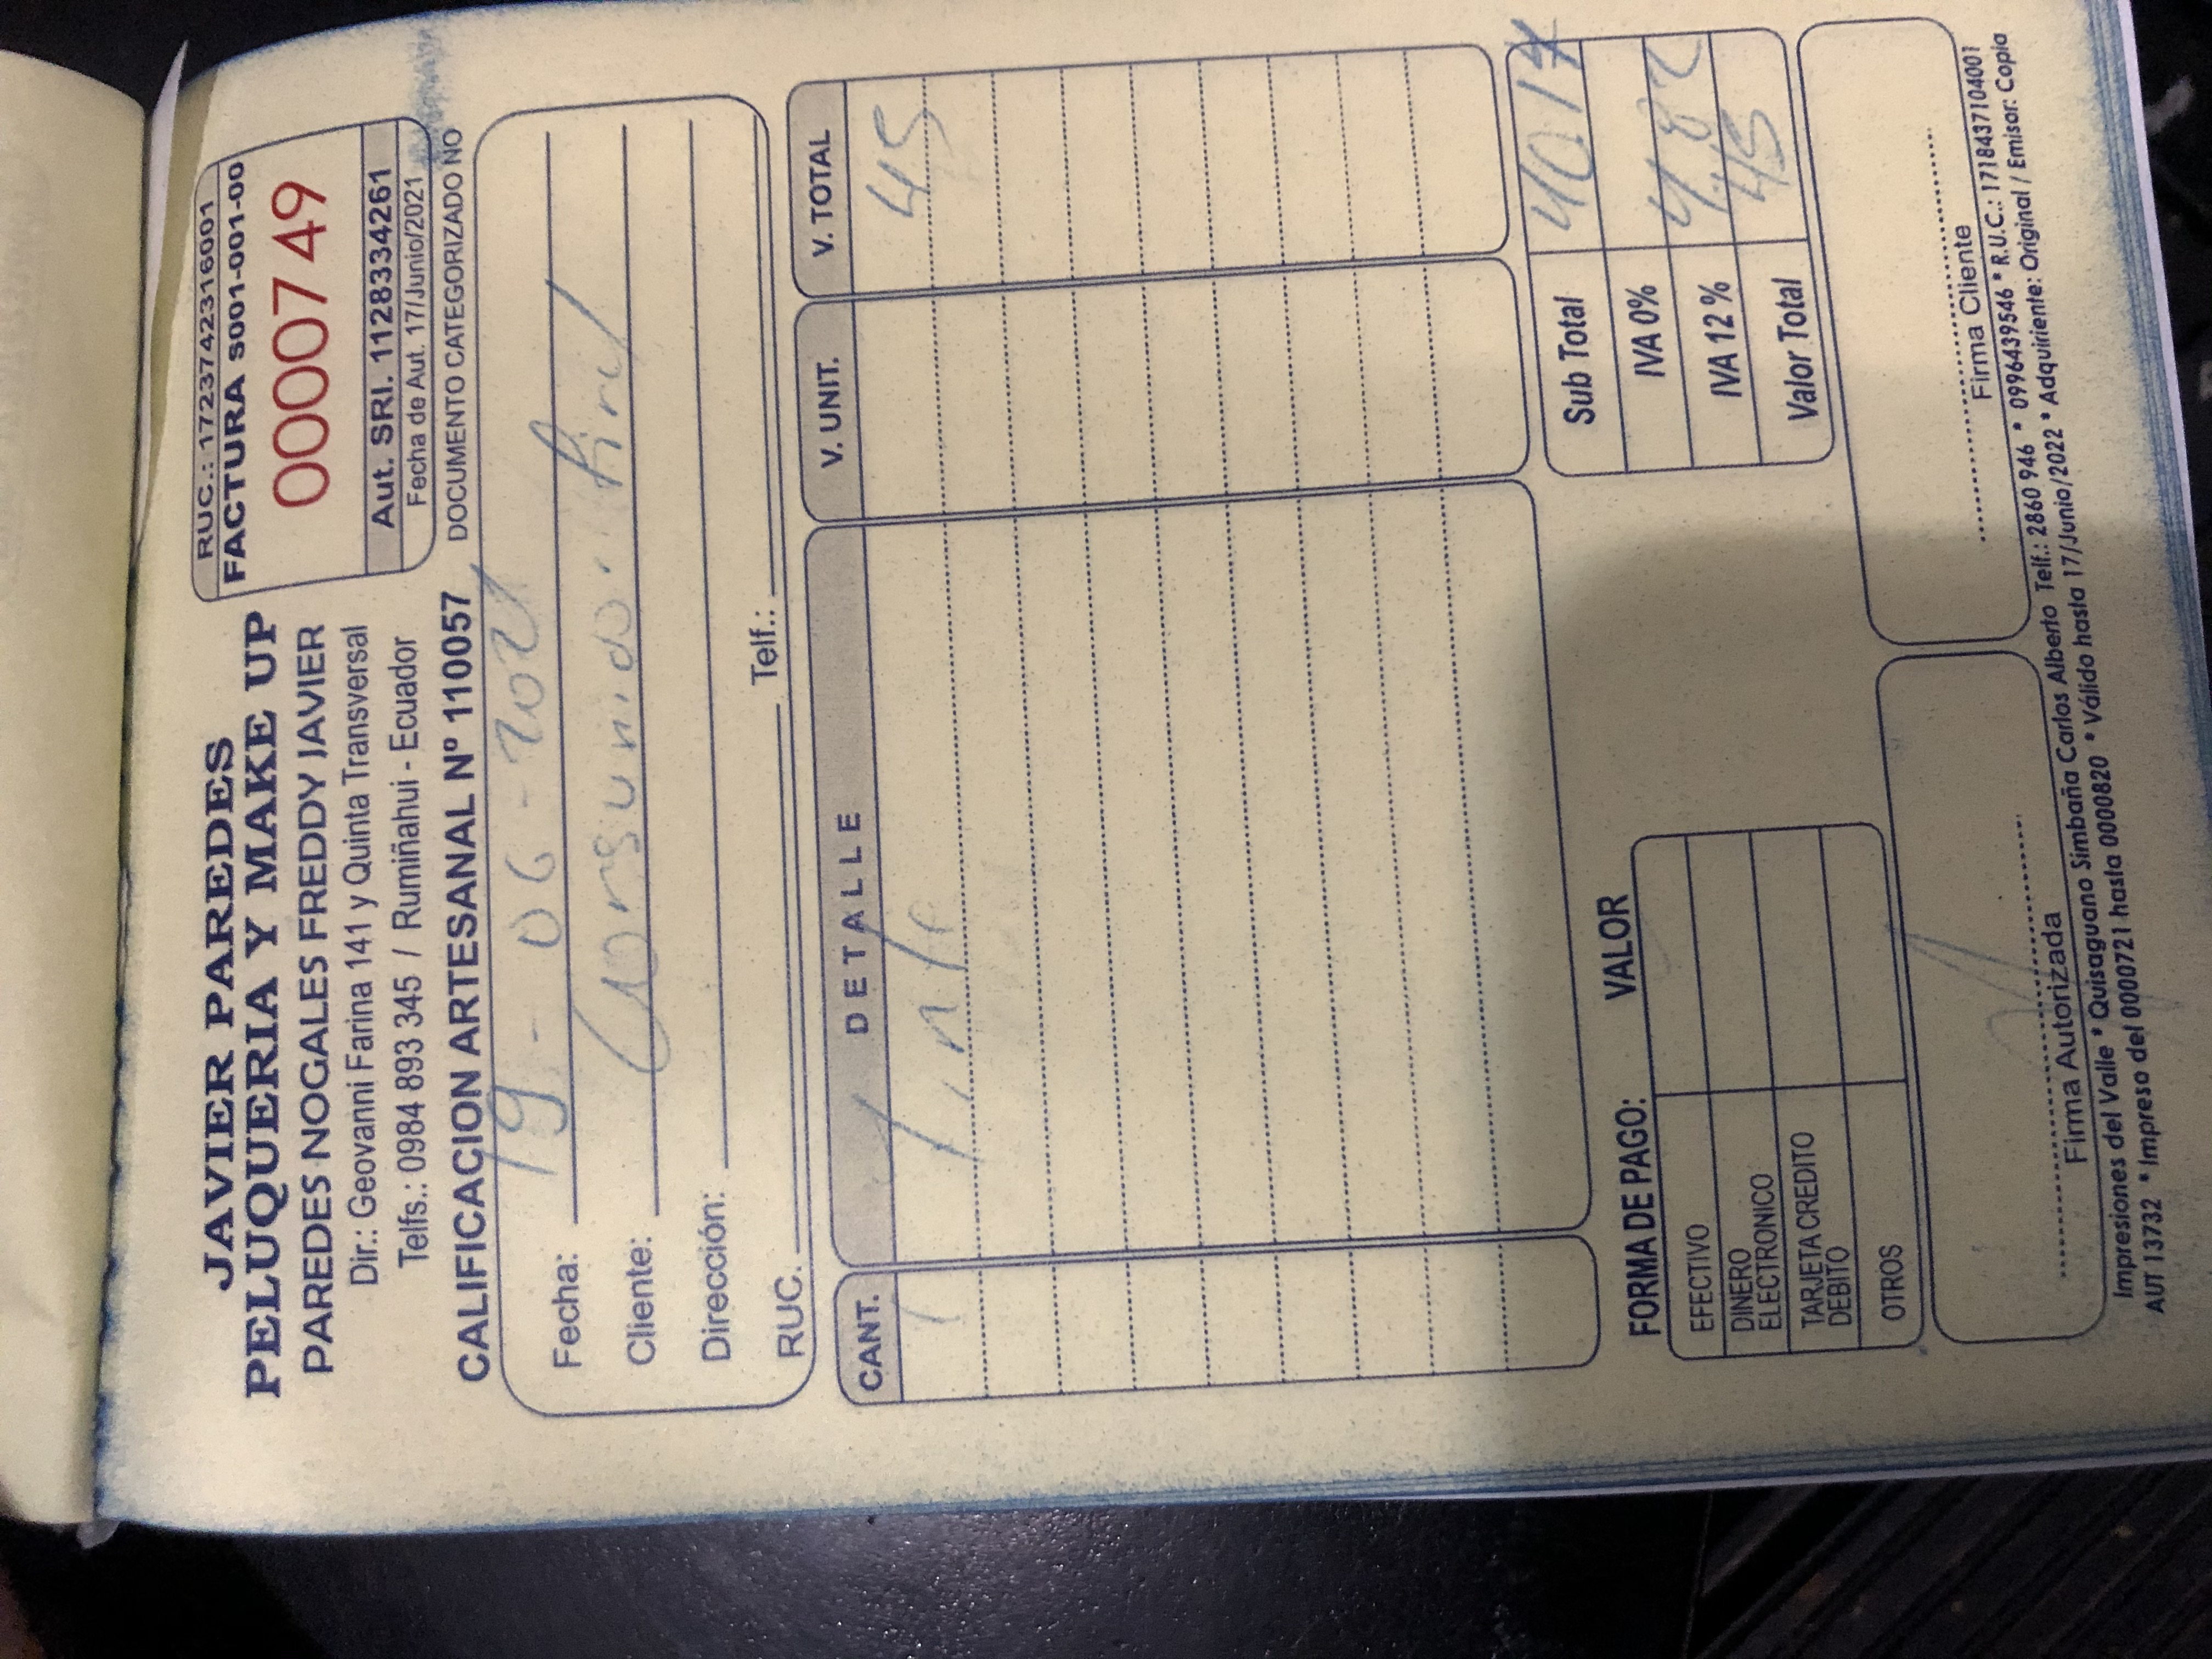 JAVIER PAREDES
PELUQUERIA Y MAKE UP
PAREDES NOGALES FREDDY JAVIER
Dir.: Geovanni Farina 141 y Quinta Transversal
Telfs.: 0984 893 345 / Rumiñahui - Ecuador
CALIFICACION ARTESANAL Nº 110057
RUC.: 1723742316001
FACTURA S001-001-00
0000749
Aut. SRI. 1128334261
Fecha de Aut. 17/Junio/2021
DOCUMENTO CATEGORIZADO NO
Fecha: 19-06-2021
Cliente: Consumidor final
Dirección:
RUC. Telf.:
CANT. DETALLE V. UNIT. V. TOTAL
1 Tinte 45
Sub Total 40.17
IVA 0%
IVA 12% 4.82
Valor Total 45
FORMA DE PAGO: VALOR
EFECTIVO
DINERO
ELECTRONICO
TARJETA CREDITO
DEBITO
OTROS
Firma Autorizada
Firma Cliente
Impresiones del Valle * Quisaguano Simbaña Carlos Alberto Telf.: 2860 946 * 0996439546 * R.U.C.: 1718437104001
AUT 13732 * Impreso del 0000721 hasta 0000820 * Válido hasta 17/Junio/2022 * Adquiriente: Original / Emisor: Copia